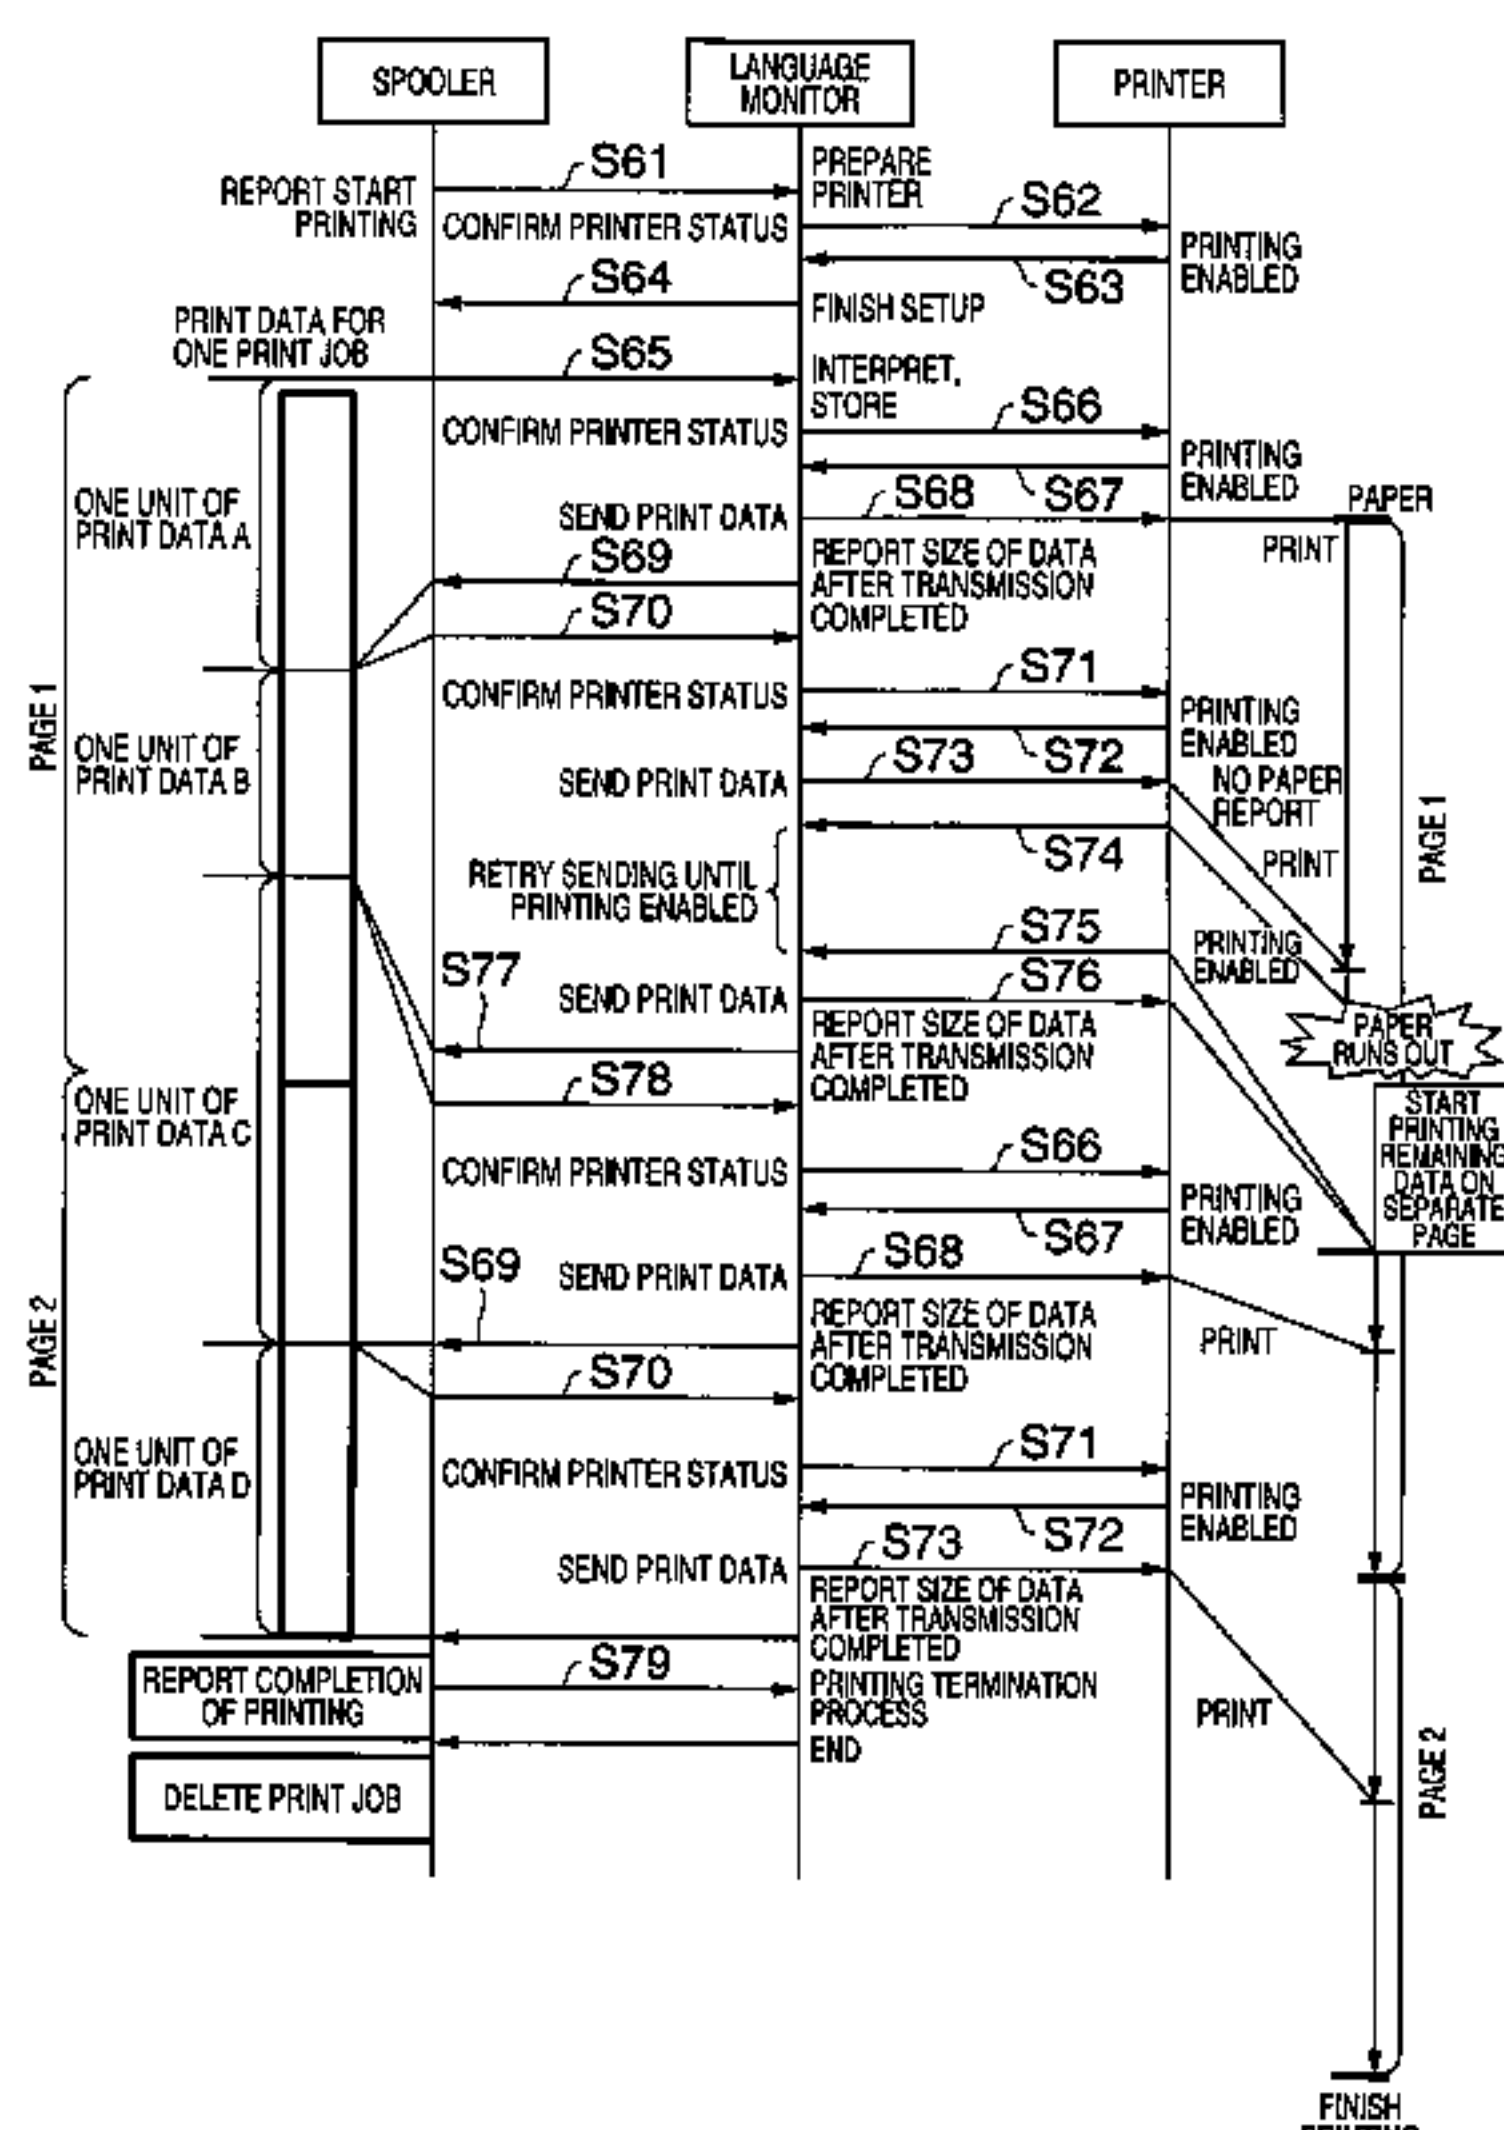 SPOOLER
LANGUAGE
MONITOR
PRINTER
S61
REPORT START
PRINTING
PREPARE
PRINTER
S62
CONFIRM PRINTER STATUS
PRINTING
ENABLED
S63
S64
FINISH SETUP
PRINT DATA FOR
ONE PRINT JOB
S65
INTERPRET,
STORE
S66
CONFIRM PRINTER STATUS
PRINTING
ENABLED
S67
ONE UNIT OF
PRINT DATA A
S68
SEND PRINT DATA
PAPER
PRINT
S69
REPORT SIZE OF DATA
AFTER TRANSMISSION
COMPLETED
S70
S71
CONFIRM PRINTER STATUS
PAGE 1
PRINTING
ENABLED
S72
ONE UNIT OF
PRINT DATA B
S73
SEND PRINT DATA
NO PAPER
REPORT
S74
PRINT
PAGE 1
RETRY SENDING UNTIL
PRINTING ENABLED
S75
PRINTING
ENABLED
S77
S76
SEND PRINT DATA
REPORT SIZE OF DATA
AFTER TRANSMISSION
COMPLETED
PAPER
RUNS OUT
S78
ONE UNIT OF
PRINT DATA C
START
PRINTING
REMAINING
DATA ON
SEPARATE
PAGE
S66
CONFIRM PRINTER STATUS
PRINTING
ENABLED
S67
S69
S68
SEND PRINT DATA
REPORT SIZE OF DATA
AFTER TRANSMISSION
COMPLETED
PRINT
PAGE 2
S70
ONE UNIT OF
PRINT DATA D
S71
CONFIRM PRINTER STATUS
PRINTING
ENABLED
S72
S73
SEND PRINT DATA
REPORT SIZE OF DATA
AFTER TRANSMISSION
COMPLETED
REPORT COMPLETION
OF PRINTING
S79
PRINTING TERMINATION
PROCESS
PRINT
END
DELETE PRINT JOB
PAGE 2
FINISH